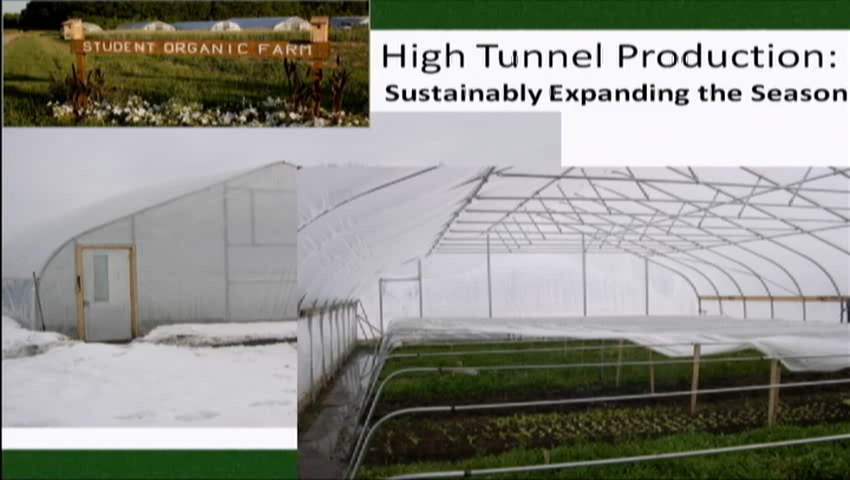 STUDENT ORGANIC FARM
High Tunnel Production:
Sustainably Expanding the Season